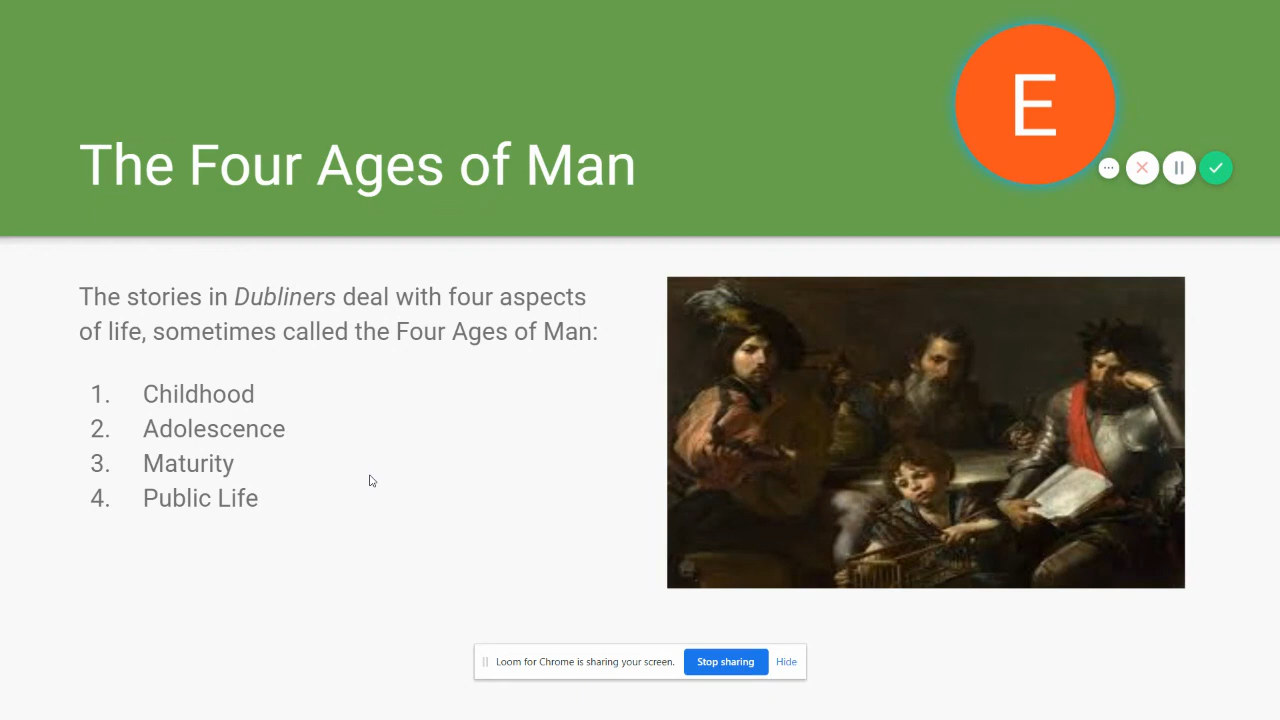 E
The Four Ages of Man
The stories in Dubliners deal with four aspects
of life, sometimes called the Four Ages of Man:
1. Childhood
2. Adolescence
3. Maturity
4. Public Life
Loom for Chrome is sharing your screen. Stop sharing Hide